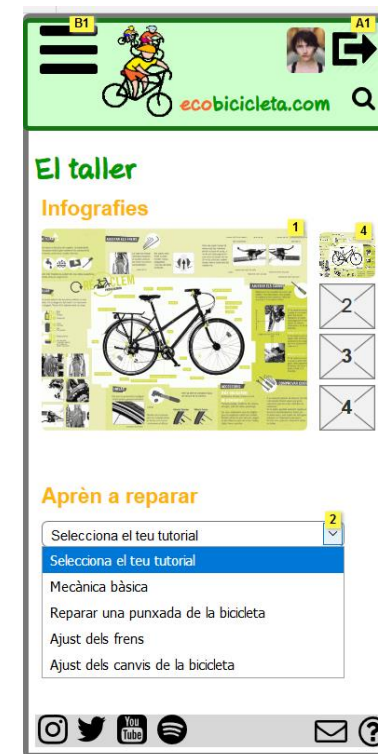 B1
A1
ecobicicleta.com
El taller
Infografies
1
4
2
3
4
Aprèn a reparar
2
Selecciona el teu tutorial
Selecciona el teu tutorial
Mecànica bàsica
Reparar una punxada de la bicicleta
Ajust dels frens
Ajust dels canvis de la bicicleta
You
Tube
?